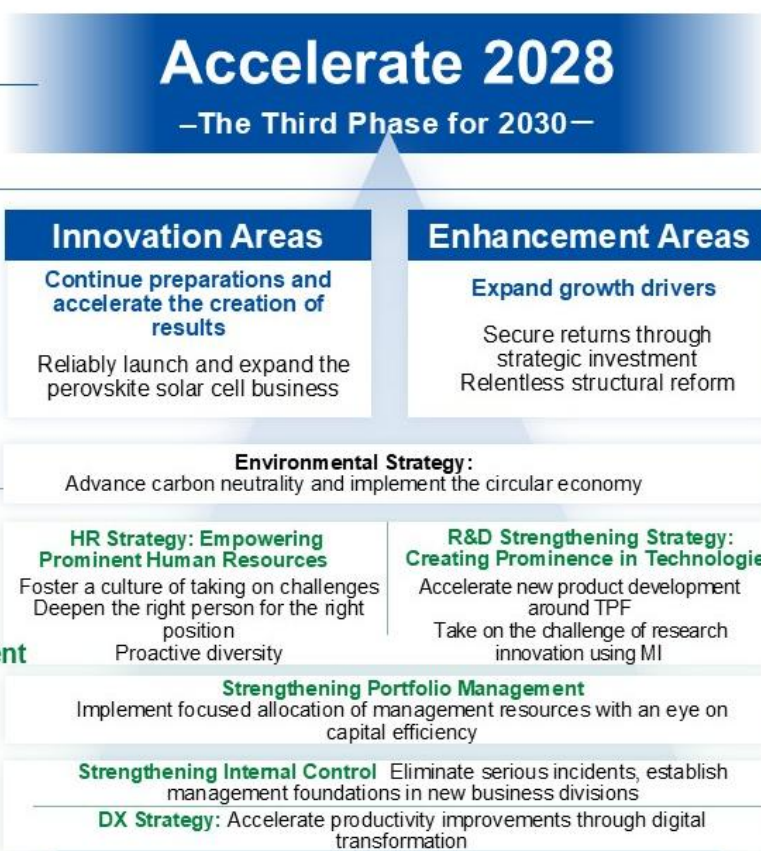 Accelerate 2028
–The Third Phase for 2030—
Innovation Areas
Continue preparations and
accelerate the creation of
results
Reliably launch and expand the
perovskite solar cell business
Enhancement Areas
Expand growth drivers
Secure returns through
strategic investment
Relentless structural reform
Environmental Strategy:
Advance carbon neutrality and implement the circular economy
HR Strategy: Empowering
Prominent Human Resources
Foster a culture of taking on challenges
Deepen the right person for the right
position
Proactive diversity
R&D Strengthening Strategy:
Creating Prominence in Technologie
Accelerate new product development
around TPF
Take on the challenge of research
innovation using MI
nt
Strengthening Portfolio Management
Implement focused allocation of management resources with an eye on
capital efficiency
Strengthening Internal Control Eliminate serious incidents, establish
management foundations in new business divisions
DX Strategy: Accelerate productivity improvements through digital
transformation